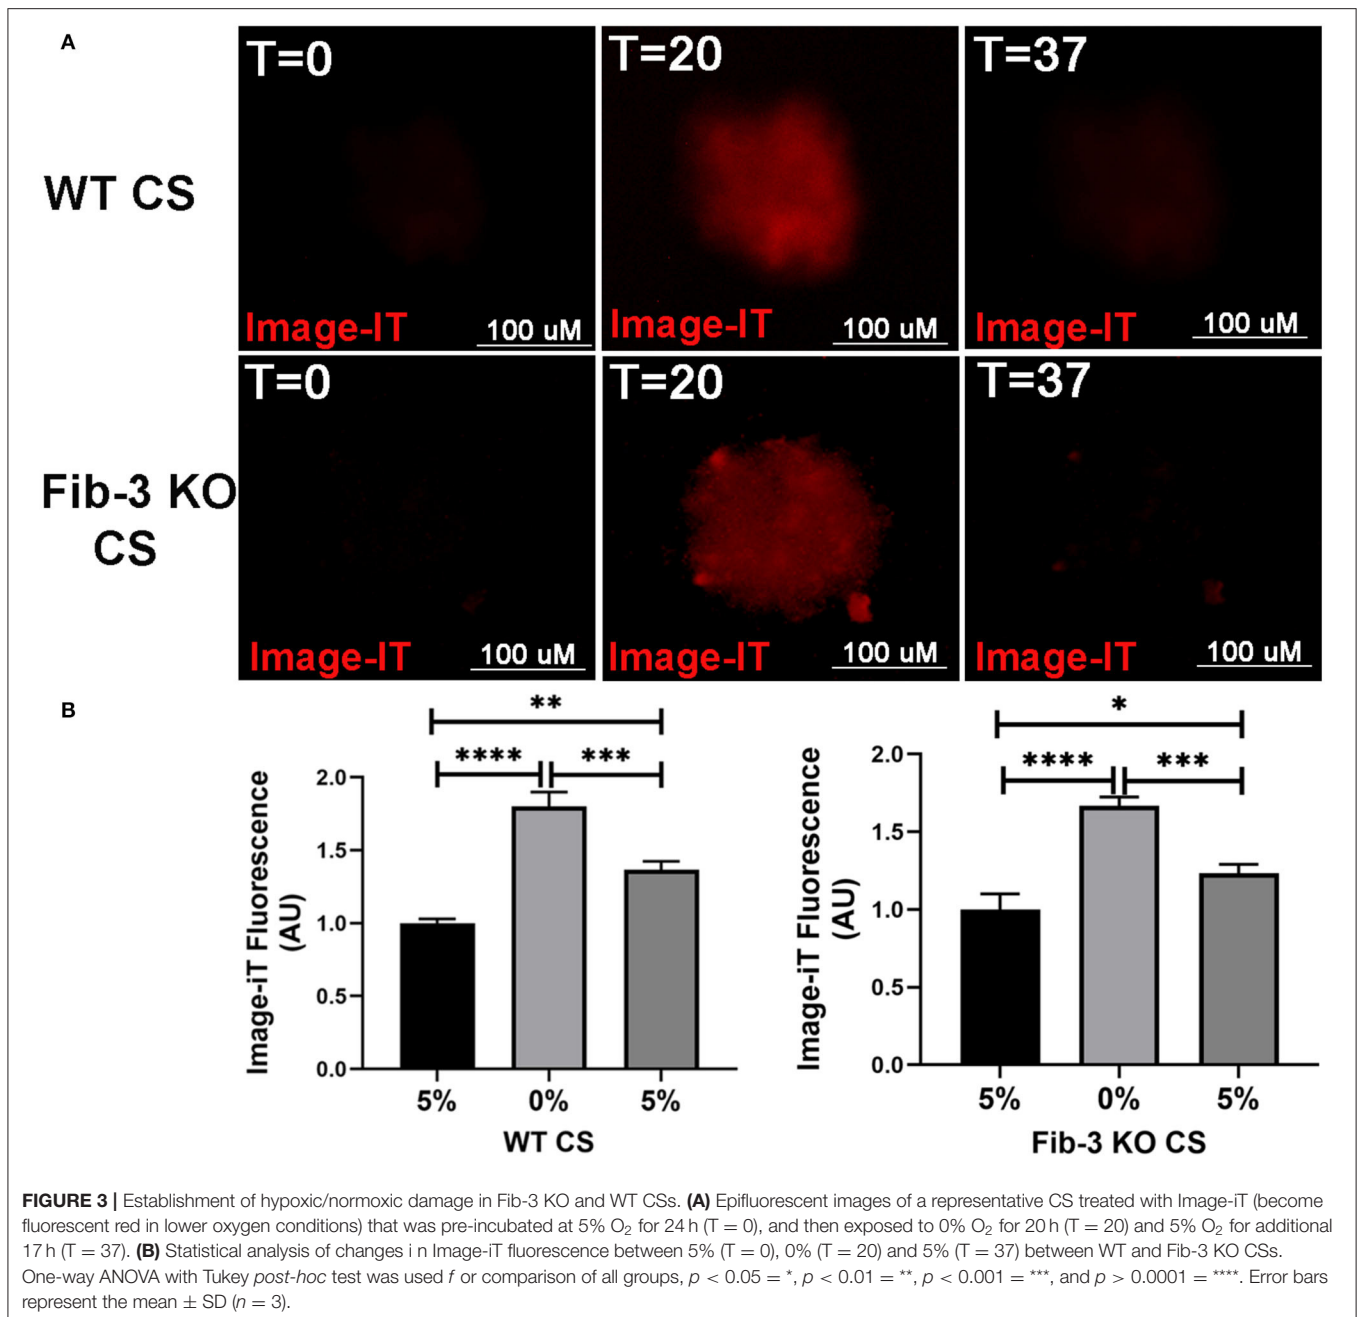 A
T=0
T=20
T=37
WT CS
Image-IT
100 uM
Image-IT
100 uM
Image-IT
100 uM
T=0
T=20
T=37
Fib-3 KO
CS
Image-IT
100 uM
Image-IT
100 uM
Image-IT
100 uM
B
**
****
***
Image-iT Fluorescence
(AU)
2.0
1.5
1.0
0.5
0.0
5%
0%
5%
WT CS
*
****
***
Image-iT Fluorescence
(AU)
2.0
1.5
1.0
0.5
0.0
5%
0%
5%
Fib-3 KO CS
FIGURE 3 | Establishment of hypoxic/normoxic damage in Fib-3 KO and WT CSs. (A) Epifluorescent images of a representative CS treated with Image-iT (become
fluorescent red in lower oxygen conditions) that was pre-incubated at 5% O₂ for 24 h (T = 0), and then exposed to 0% O₂ for 20 h (T = 20) and 5% O₂ for additional
17 h (T = 37). (B) Statistical analysis of changes i n Image-iT fluorescence between 5% (T = 0), 0% (T = 20) and 5% (T = 37) between WT and Fib-3 KO CSs.
One-way ANOVA with Tukey post-hoc test was used f or comparison of all groups, p < 0.05 = *, p < 0.01 = **, p < 0.001 = ***, and p > 0.0001 = ****. Error bars
represent the mean ± SD (n = 3).